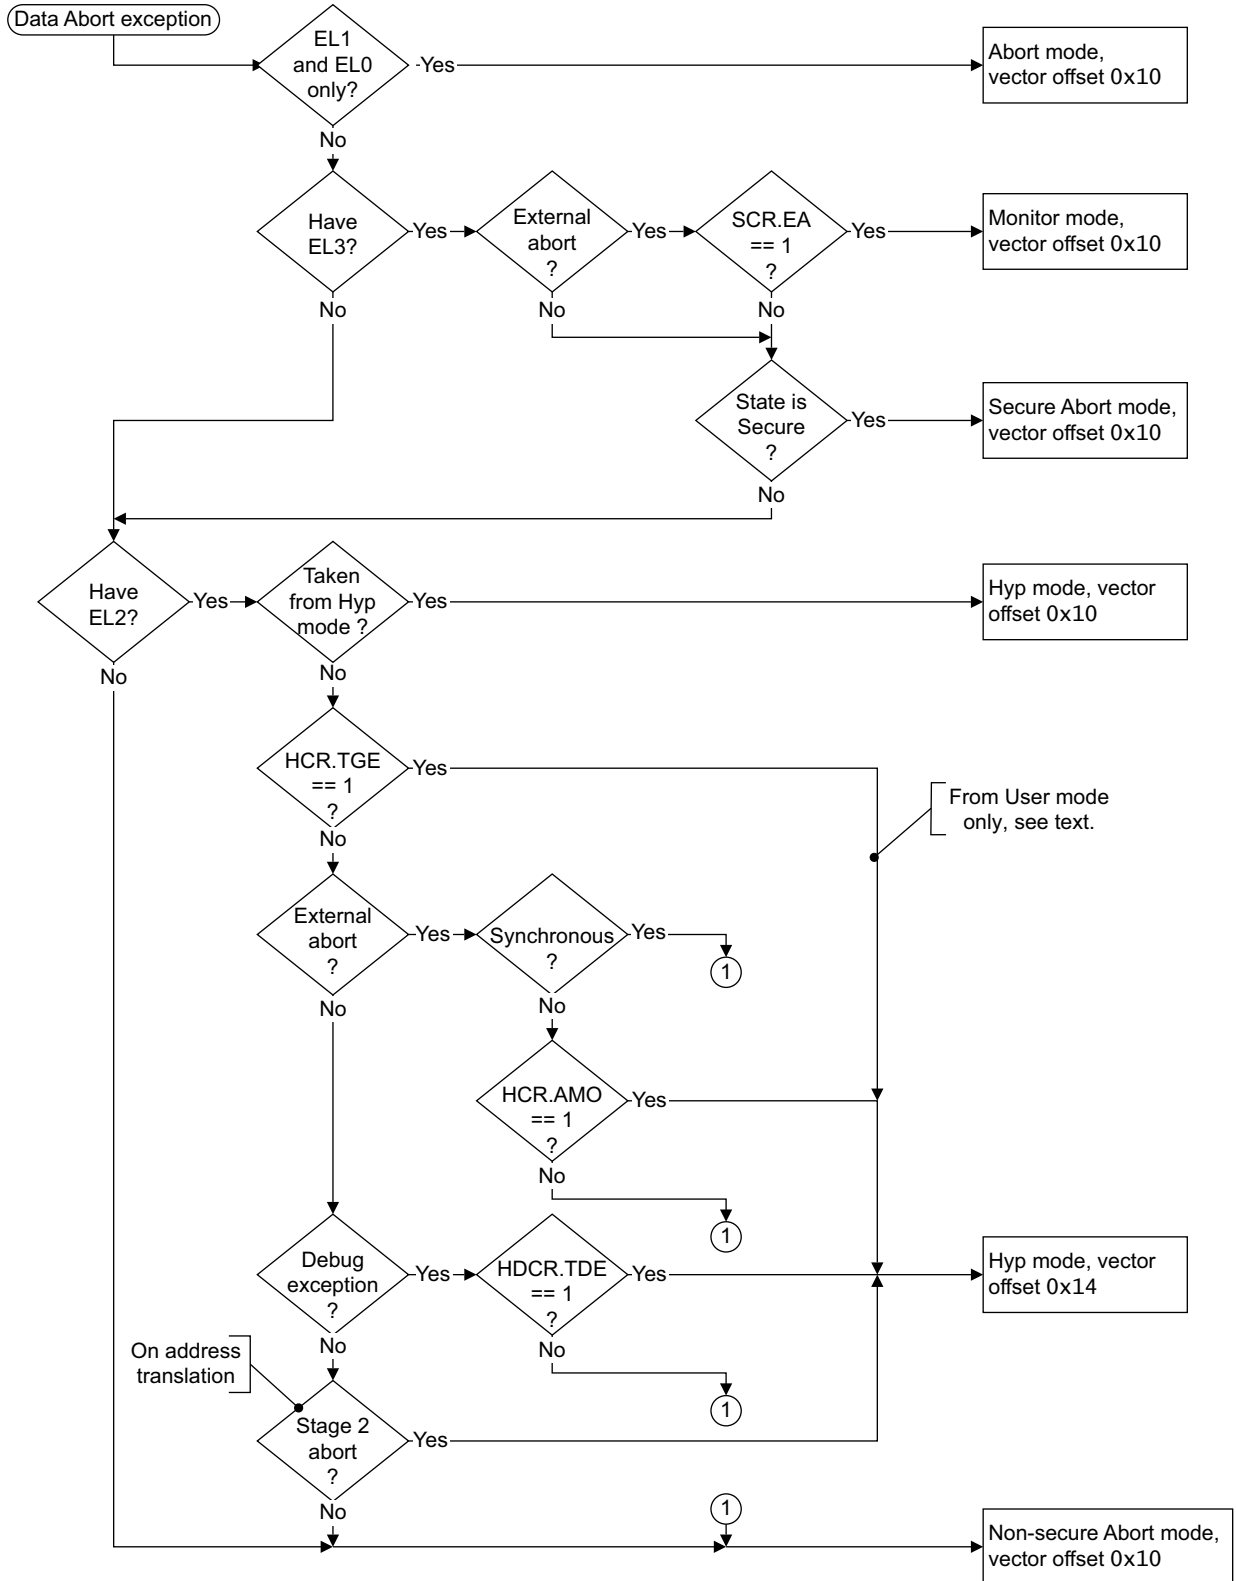 Data Abort exception
EL1
and EL0
only?
Yes
Abort mode,
vector offset 0x10
No
Have
EL3?
Yes
External
abort
?
Yes
SCR.EA
== 1
?
Yes
Monitor mode,
vector offset 0x10
No
No
No
State is
Secure
?
Yes
Secure Abort mode,
vector offset 0x10
No
Have
EL2?
Yes
Taken
from Hyp
mode ?
Yes
Hyp mode, vector
offset 0x10
No
No
HCR.TGE
== 1
?
Yes
From User mode
only, see text.
No
External
abort
?
Yes
Synchronous
?
Yes
1
No
No
HCR.AMO
== 1
?
Yes
No
1
Debug
exception
?
Yes
HDCR.TDE
== 1
?
Yes
Hyp mode, vector
offset 0x14
No
No
On address
translation
1
Stage 2
abort
?
Yes
No
1
Non-secure Abort mode,
vector offset 0x10